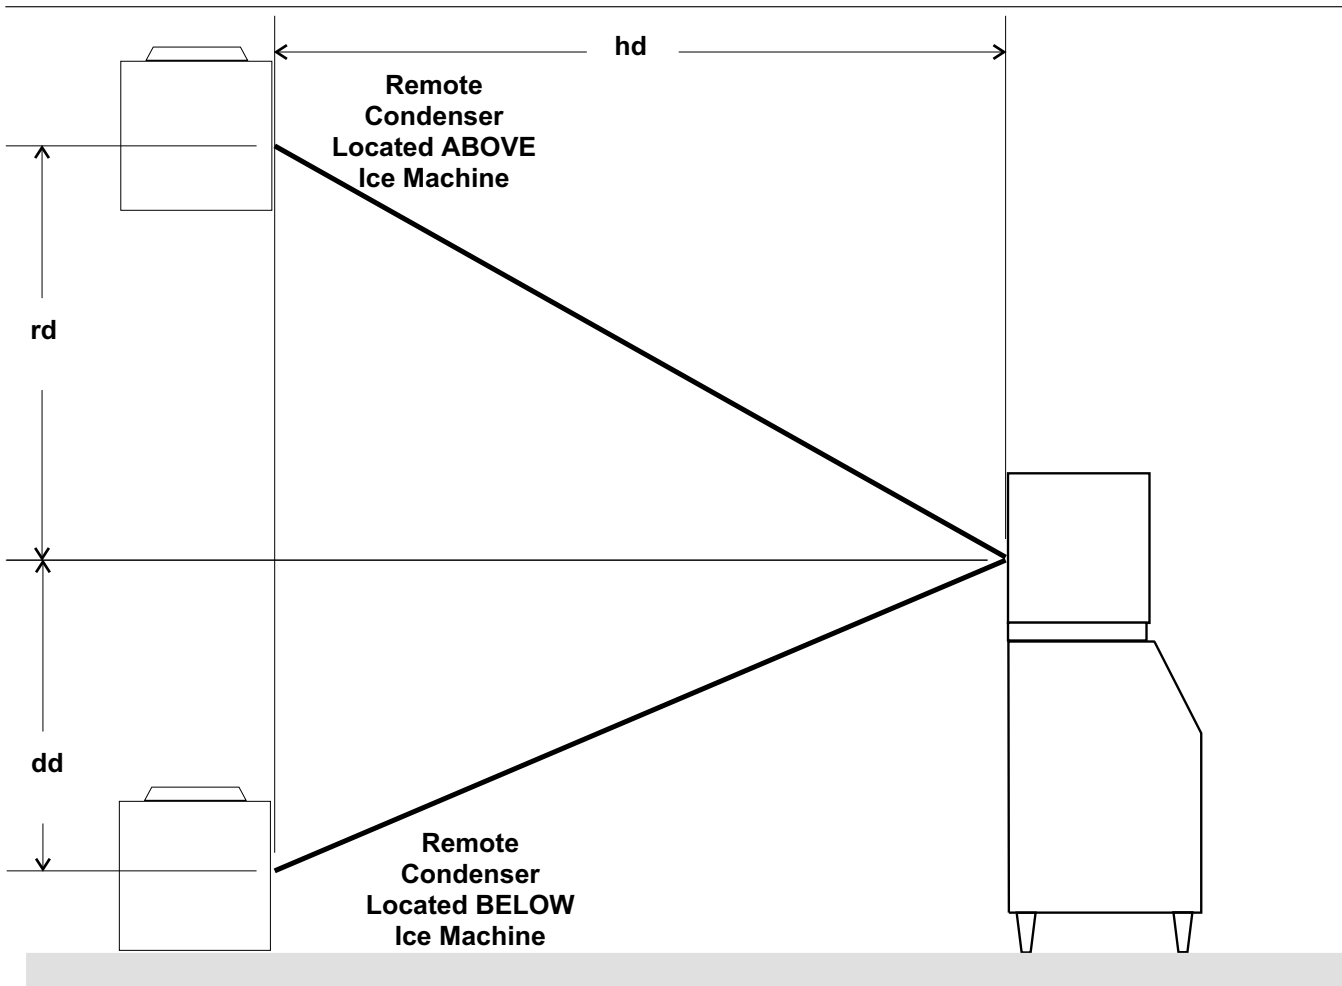 hd
Remote
Condenser
Located ABOVE
Ice Machine
rd
dd
Remote
Condenser
Located BELOW
Ice Machine